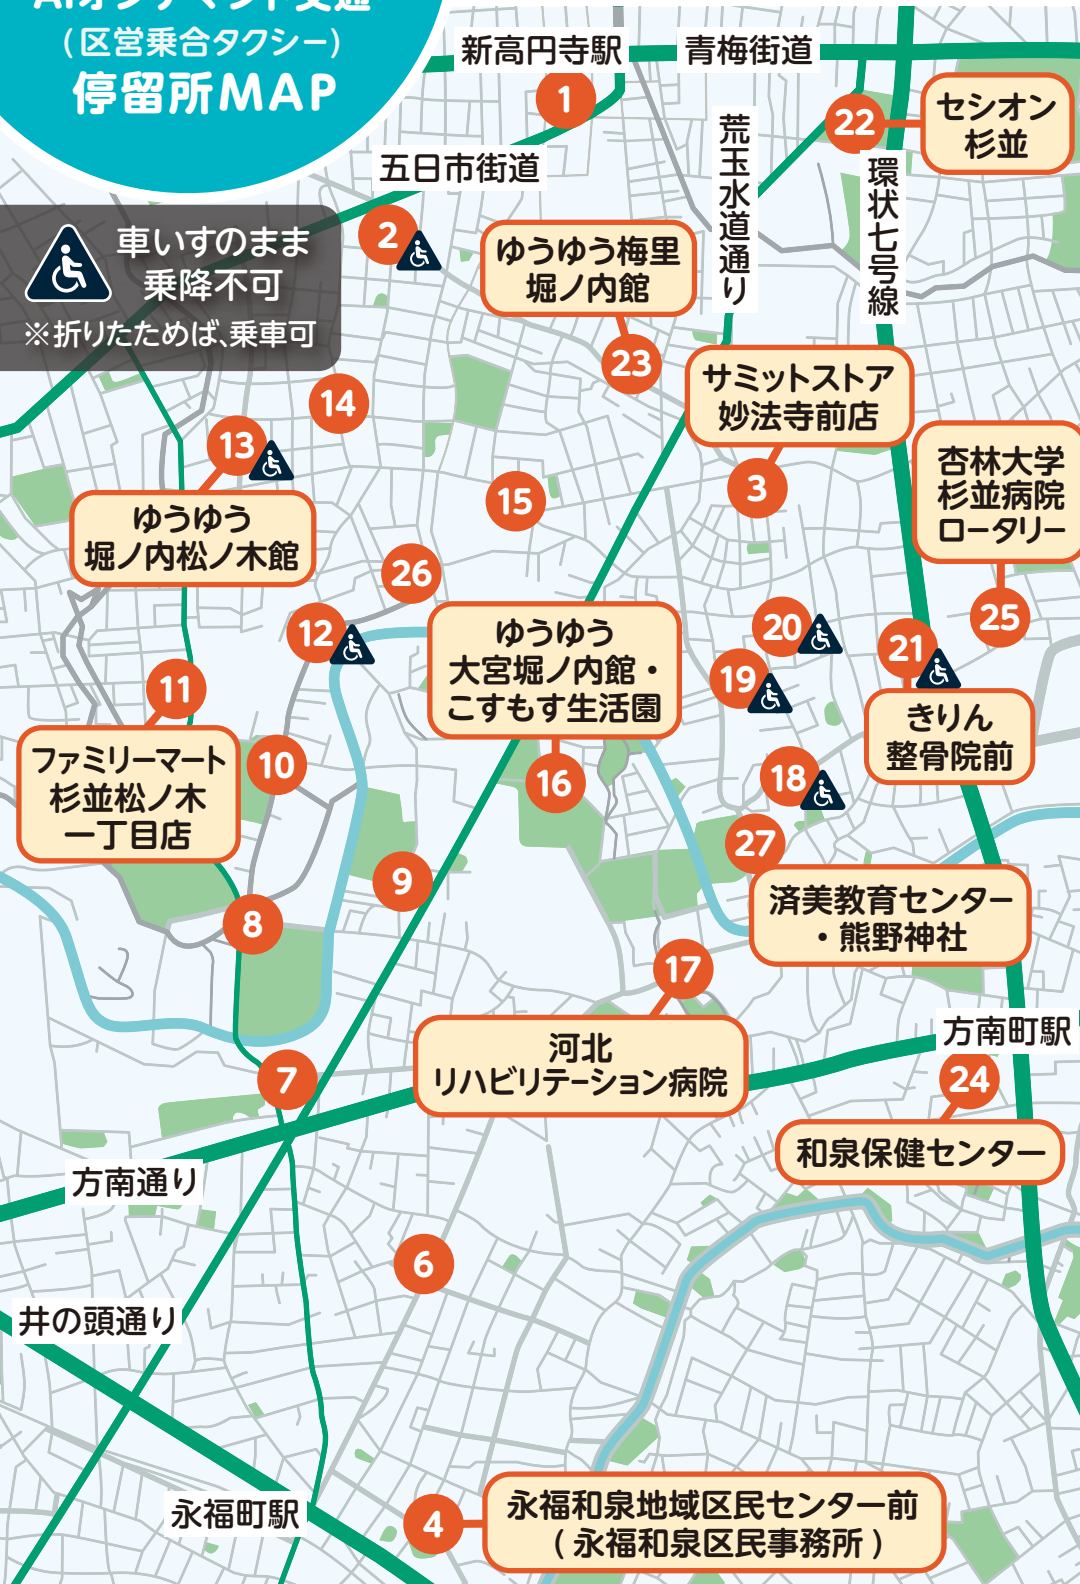 AIオンデマンド交通
(区営乗合タクシー)
停留所MAP
車いすのまま
乗降不可
※折りたためば、乗車可
新高円寺駅
青梅街道
1
22
セシオン
杉並
五日市街道
荒玉水道通り
環状七号線
2
ゆうゆう梅里
堀ノ内館
23
サミットストア
妙法寺前店
3
14
13
ゆうゆう
堀ノ内松ノ木館
15
杏林大学
杉並病院
ロータリー
25
26
12
ゆうゆう
大宮堀ノ内館・
こすもす生活園
20
21
19
きりん
整骨院前
11
ファミリーマート
杉並松ノ木
一丁目店
10
16
18
27
済美教育センター
・熊野神社
9
8
17
河北
リハビリテーション病院
方南町駅
24
和泉保健センター
7
方南通り
6
井の頭通り
永福町駅
4
永福和泉地域区民センター前
(永福和泉区民事務所)